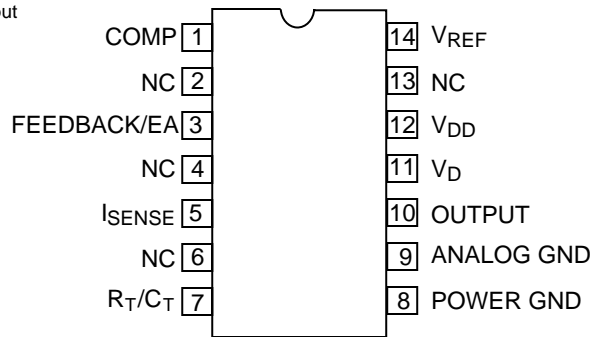 out
COMP 1 14 VREF
NC 2 13 NC
FEEDBACK/EA 3 12 VDD
NC 4 11 VD
ISENSE 5 10 OUTPUT
NC 6 9 ANALOG GND
RT/CT 7 8 POWER GND